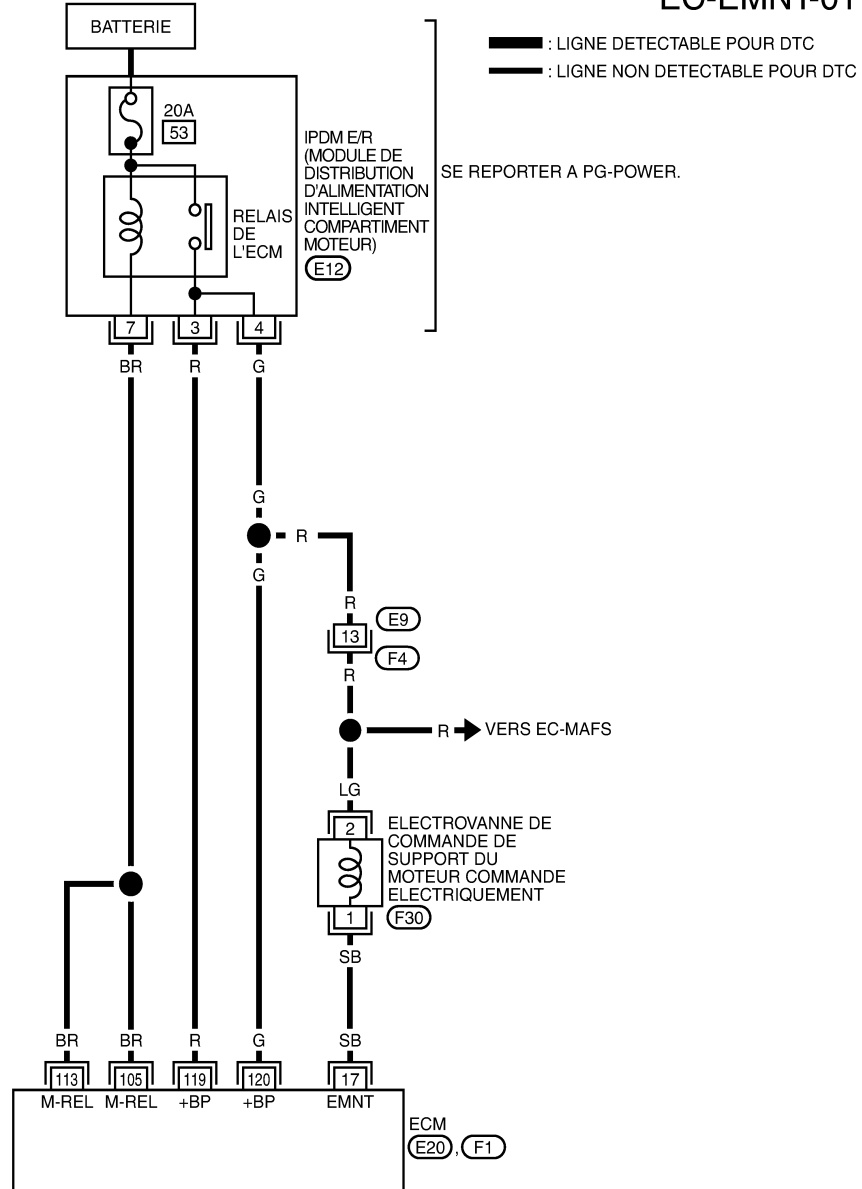 EC-EMNT-01
BATTERIE
: LIGNE DETECTABLE POUR DTC
: LIGNE NON DETECTABLE POUR DTC
20A
53
IPDM E/R
(MODULE DE
DISTRIBUTION
D'ALIMENTATION
INTELLIGENT
COMPARTIMENT
MOTEUR)
E12
SE REPORTER A PG-POWER.
RELAIS
DE
L'ECM
7
3
4
BR
R
G
G
R
G
R
E9
13
F4
R
R
VERS EC-MAFS
LG
2
ELECTROVANNE DE
COMMANDE DE
SUPPORT DU
MOTEUR COMMANDE
ELECTRIQUEMENT
1
F30
SB
BR
BR
R
G
SB
113
105
119
120
17
M-REL
M-REL
+BP
+BP
EMNT
ECM
E20 , F1